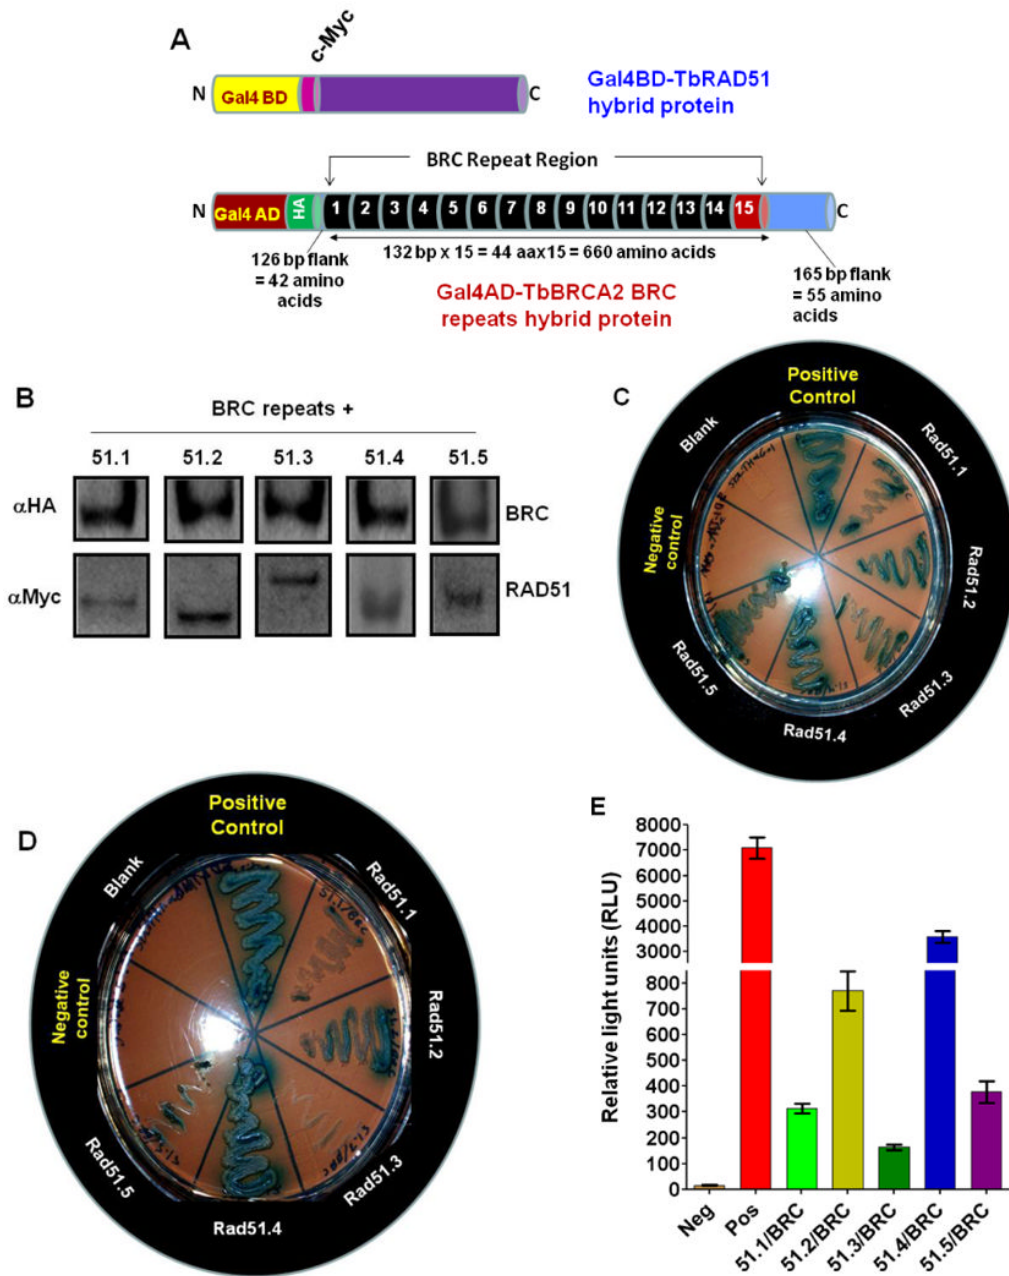 A
c-Myc
N
Gal4 BD
C
Gal4BD-TbRAD51
hybrid protein
BRC Repeat Region
N
Gal4 AD
HA
1 2 3 4 5 6 7 8 9 10 11 12 13 14 15
C
126 bp flank
= 42 amino
acids
132 bp x 15 = 44 aax15 = 660 amino acids
165 bp flank
= 55 amino
acids
Gal4AD-TbBRCA2 BRC
repeats hybrid protein
B
BRC repeats +
51.1 51.2 51.3 51.4 51.5
αHA
BRC
αMyc
RAD51
C
Positive
Control
Blank
Rad51.1
Negative
control
Rad51.2
Rad51.5
Rad51.3
Rad51.4
D
Positive
Control
Blank
Rad51.1
51.1/BRC
Negative
control
Rad51.2
Rad51.5
Rad51.3
Rad51.4
E
Relative light units (RLU)
8000
7000
6000
5000
4000
3000
800
700
600
500
400
300
200
100
0
Neg
Pos
51.1/BRC
51.2/BRC
51.3/BRC
51.4/BRC
51.5/BRC